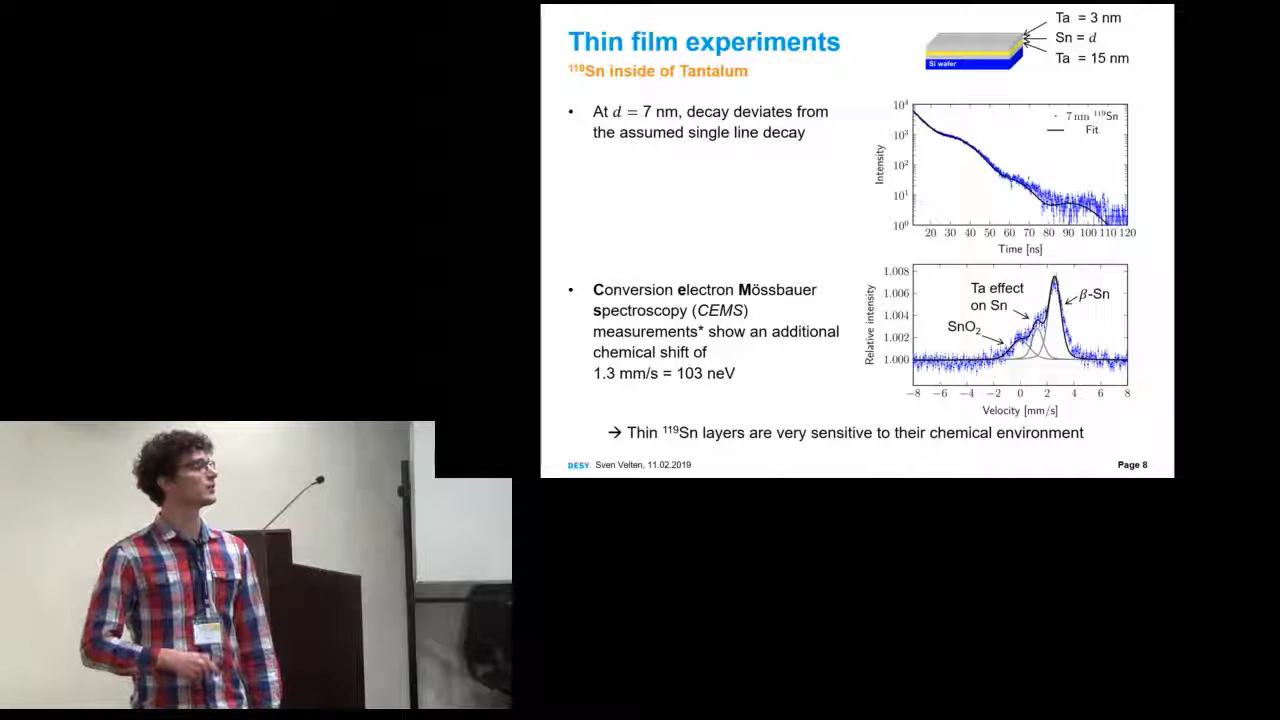 Thin film experiments
¹¹⁹Sn inside of Tantalum
Ta = 3 nm
Sn = d
Ta = 15 nm
Si wafer
• At d = 7 nm, decay deviates from
the assumed single line decay
10⁴
10³
10²
10¹
10⁰
Intensity
7 nm ¹¹⁹Sn
Fit
20 30 40 50 60 70 80 90 100 110 120
Time [ns]
• Conversion electron Mössbauer
spectroscopy (CEMS)
measurements* show an additional
chemical shift of
1.3 mm/s = 103 neV
1.008
1.006
1.004
1.002
1.000
Relative intensity
Ta effect
on Sn
β-Sn
SnO₂
−8 −6 −4 −2 0 2 4 6 8
Velocity [mm/s]
→ Thin ¹¹⁹Sn layers are very sensitive to their chemical environment
DESY. Sven Velten, 11.02.2019
Page 8